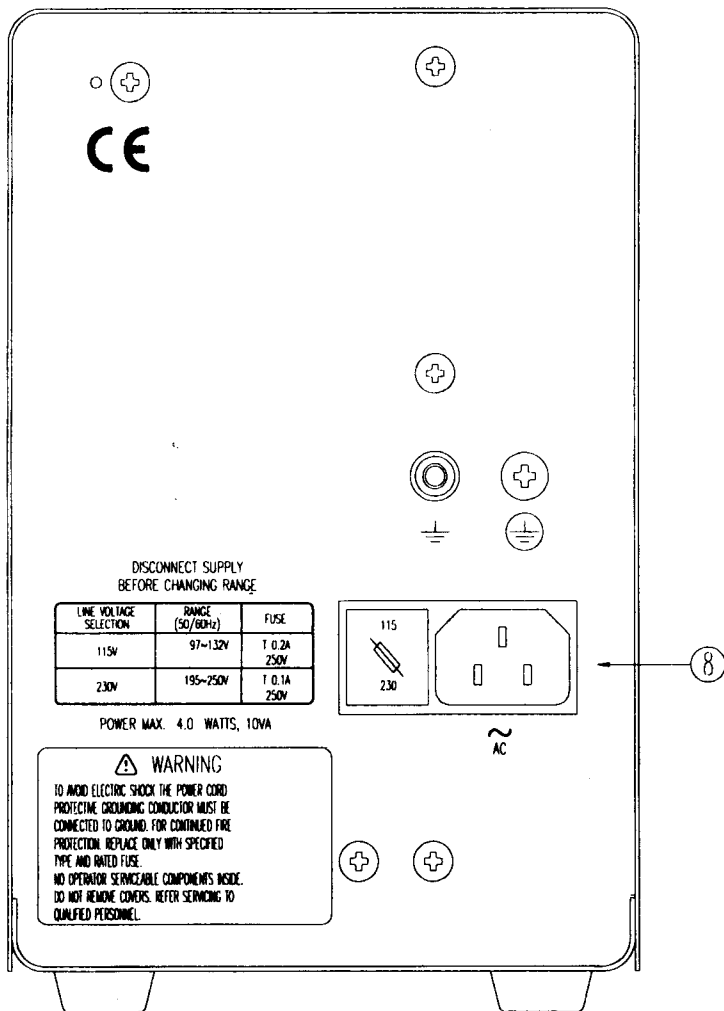 CE
DISCONNECT SUPPLY
BEFORE CHANGING RANGE
LINE VOLTAGE SELECTION RANGE (50/60Hz) FUSE
115V 97~132V T 0.2A 250V
230V 195~250V T 0.1A 250V
POWER MAX. 4.0 WATTS, 10VA
115
230
8
~
AC
WARNING
TO AVOID ELECTRIC SHOCK THE POWER CORD
PROTECTIVE GROUNDING CONDUCTOR MUST BE
CONNECTED TO GROUND. FOR CONTINUED FIRE
PROTECTION. REPLACE ONLY WITH SPECIFIED
TYPE AND RATED FUSE.
NO OPERATOR SERVICEABLE COMPONENTS INSIDE.
DO NOT REMOVE COVERS. REFER SERVICING TO
QUALIFIED PERSONNEL.